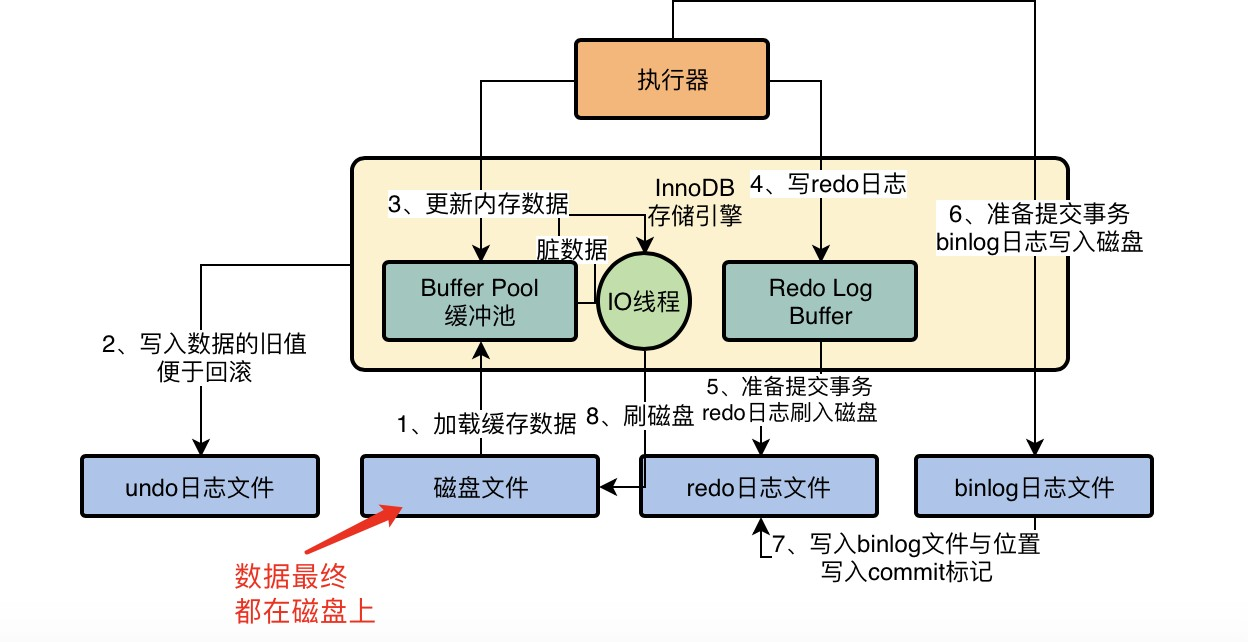 执行器
InnoDB
存储引擎
3、更新内存数据
4、写redo日志
6、准备提交事务
binlog日志写入磁盘
脏数据
Buffer Pool
缓冲池
IO线程
Redo Log
Buffer
2、写入数据的旧值
便于回滚
1、加载缓存数据
8、刷磁盘
5、准备提交事务
redo日志刷入磁盘
undo日志文件
磁盘文件
redo日志文件
binlog日志文件
7、写入binlog文件与位置
写入commit标记
数据最终
都在磁盘上